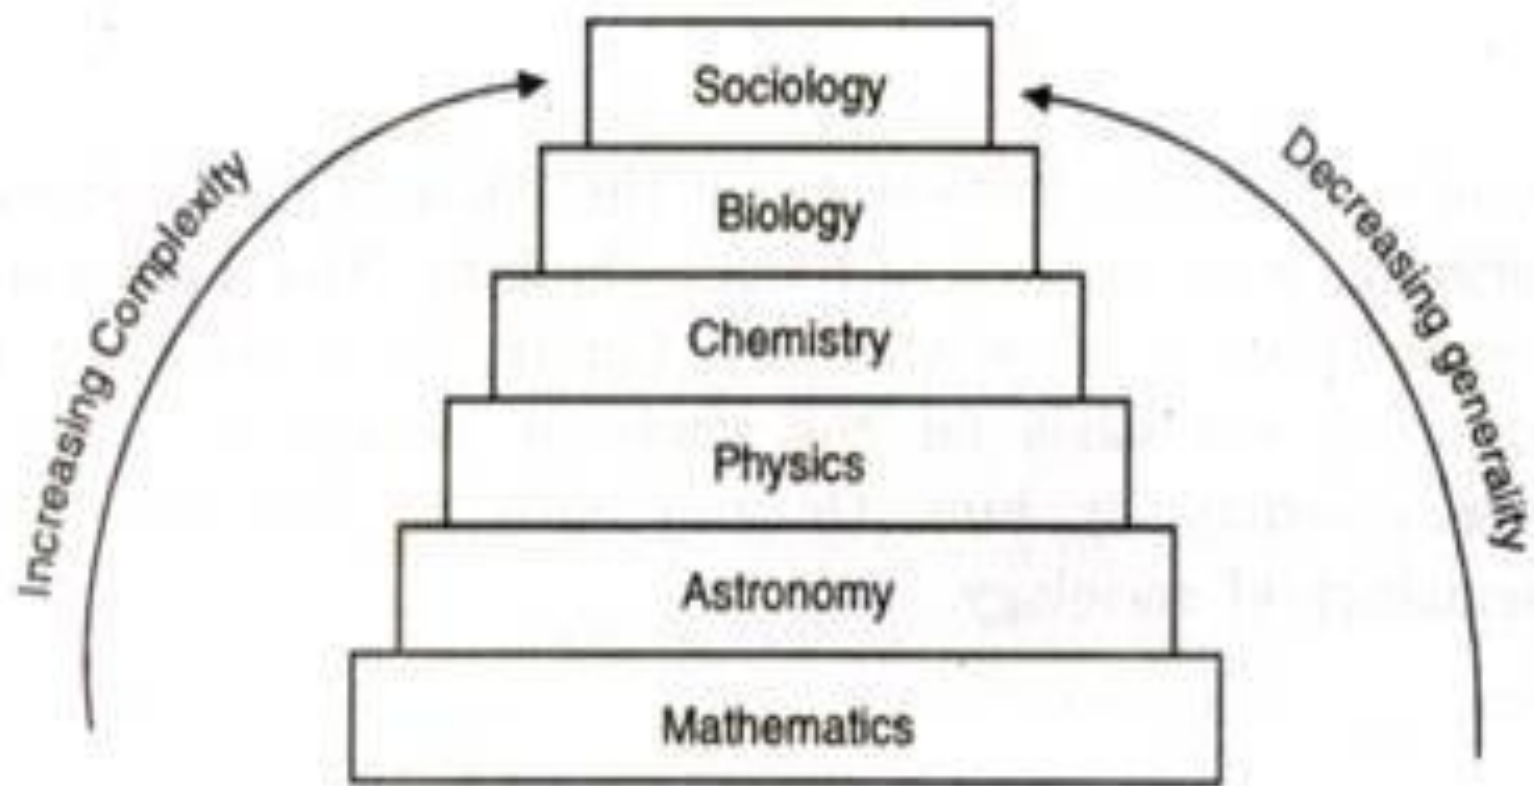 Sociology
Biology
Chemistry
Physics
Astronomy
Mathematics
Increasing Complexity
Decreasing generality